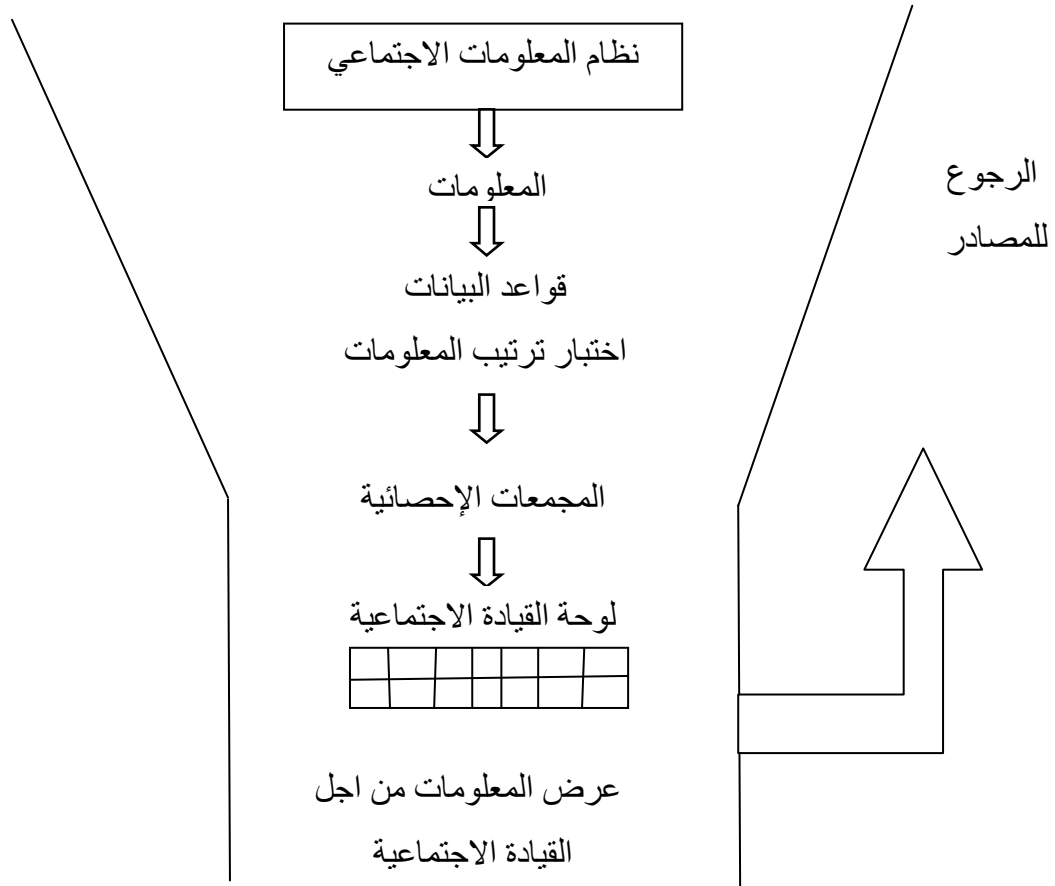 نظام المعلومات الاجتماعي
المعلومات
الرجوع
للمصادر
قواعد البيانات
اختبار ترتيب المعلومات
المجمعات الإحصائية
لوحة القيادة الاجتماعية
عرض المعلومات من اجل
القيادة الاجتماعية